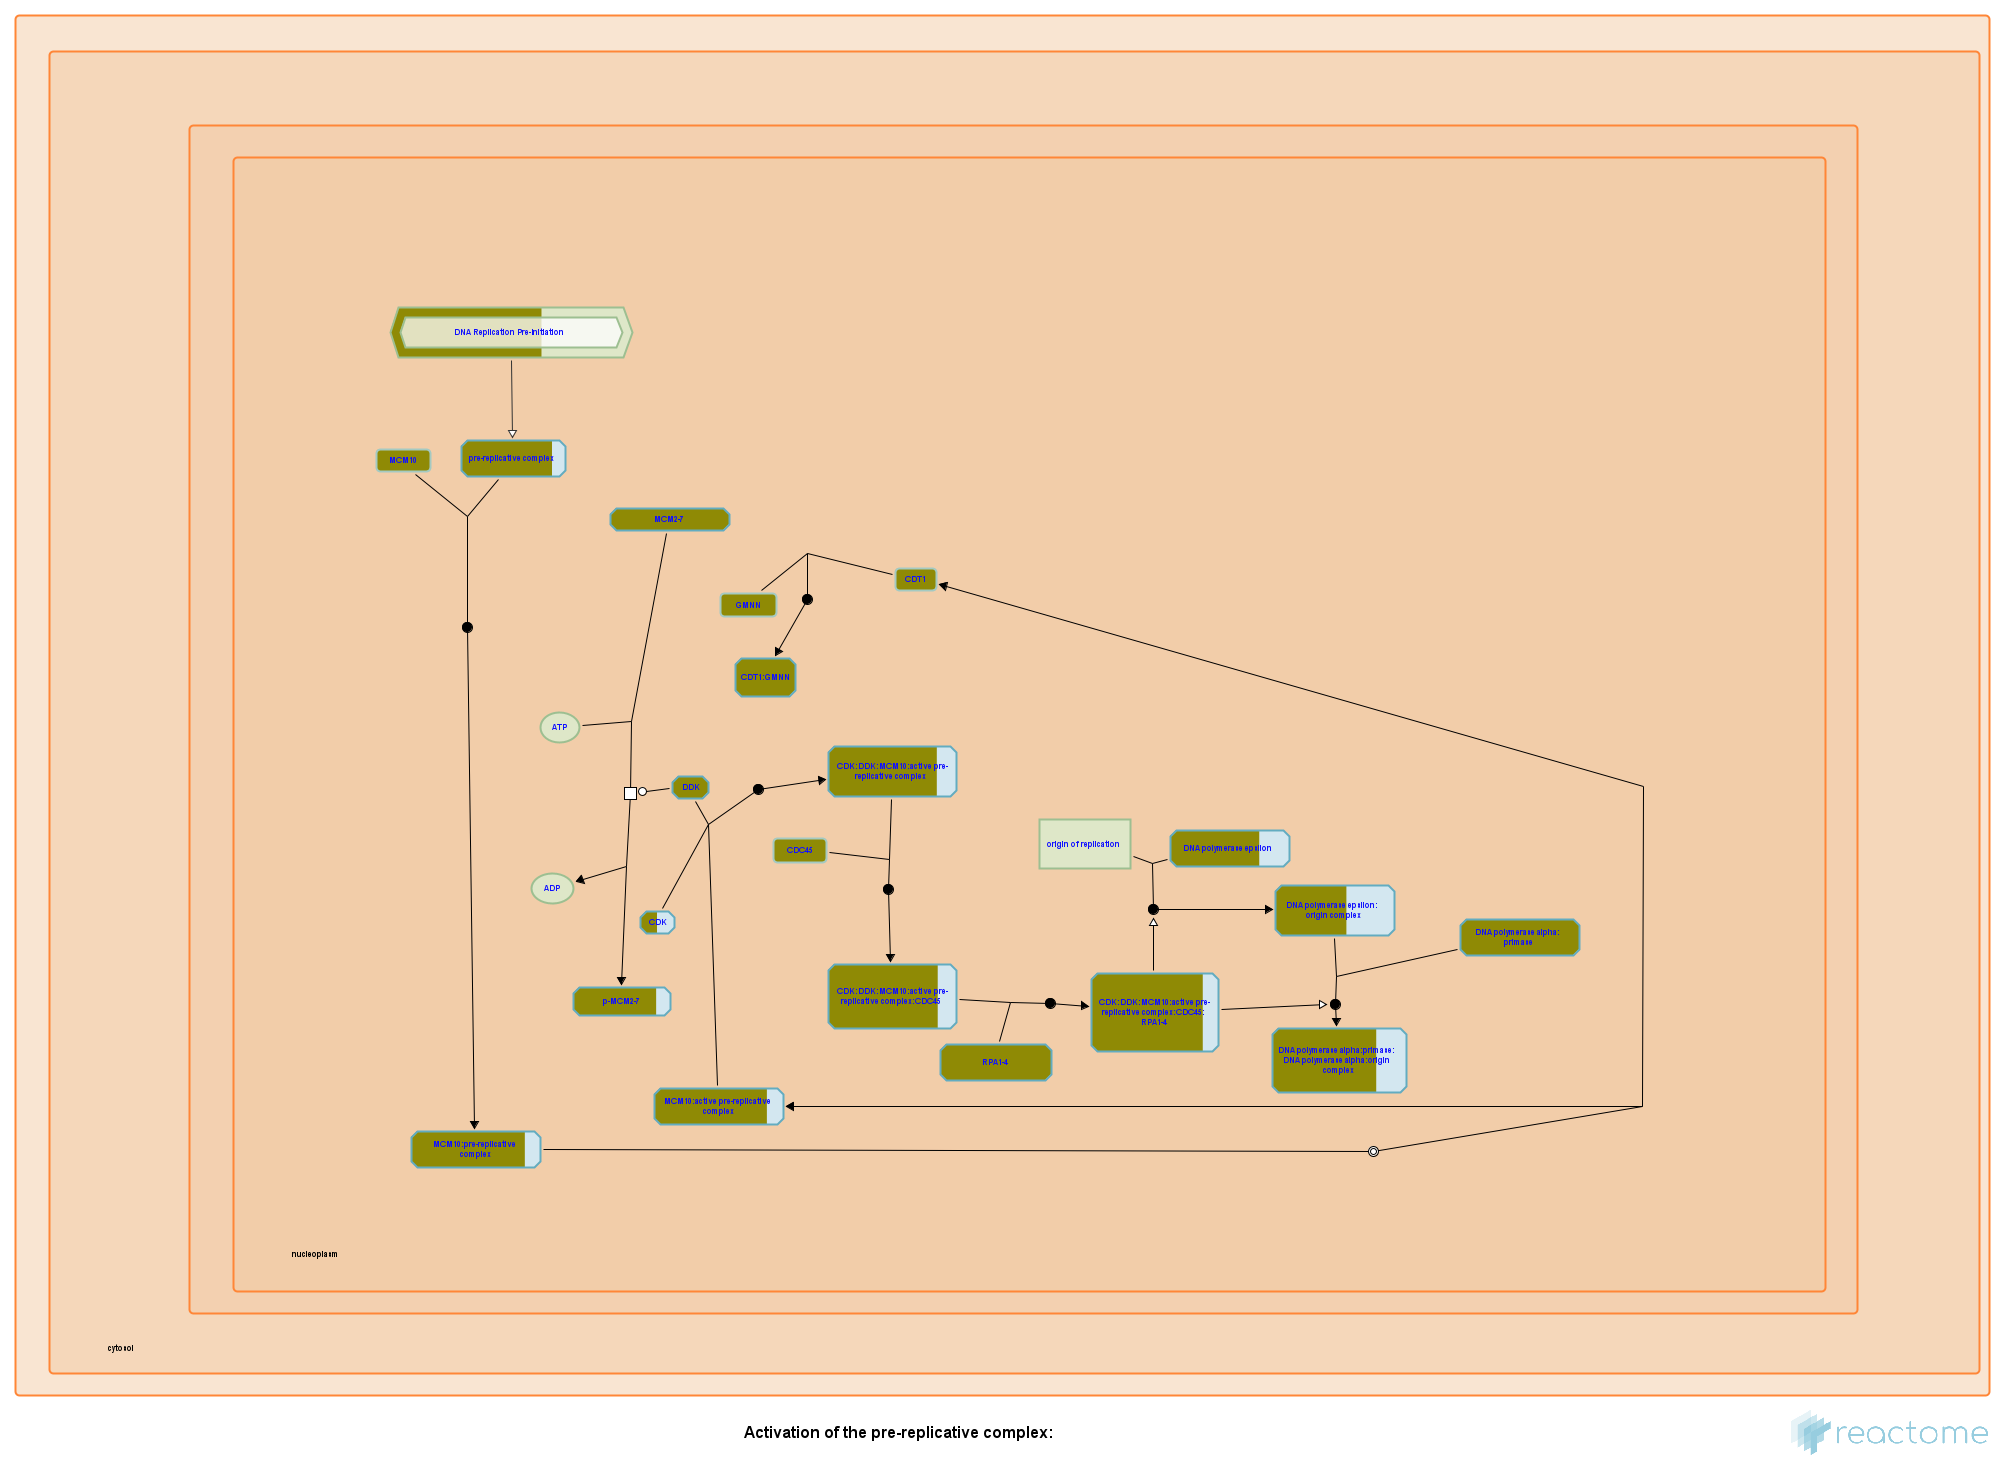 DNA Replication Pre-Initiation
MCM10
pre-replicative complex
MCM2-7
CDT1
GMNN
CDT1:GMNN
ATP
CDK:DDK:MCM10:active pre-
replicative complex
DDK
CDC45
origin of replication
DNA polymerase epsilon
ADP
CDK
DNA polymerase epsilon:
origin complex
DNA polymerase alpha:
primase
p-MCM2-7
CDK:DDK:MCM10:active pre-
replicative complex:CDC45
CDK:DDK:MCM10:active pre-
replicative complex:CDC45:
RPA1-4
RPA1-4
DNA polymerase alpha:primase:
DNA polymerase alpha:origin
complex
MCM10:active pre-replicative
complex
MCM10:pre-replicative
complex
nucleoplasm
cytosol
Activation of the pre-replicative complex:
reactome